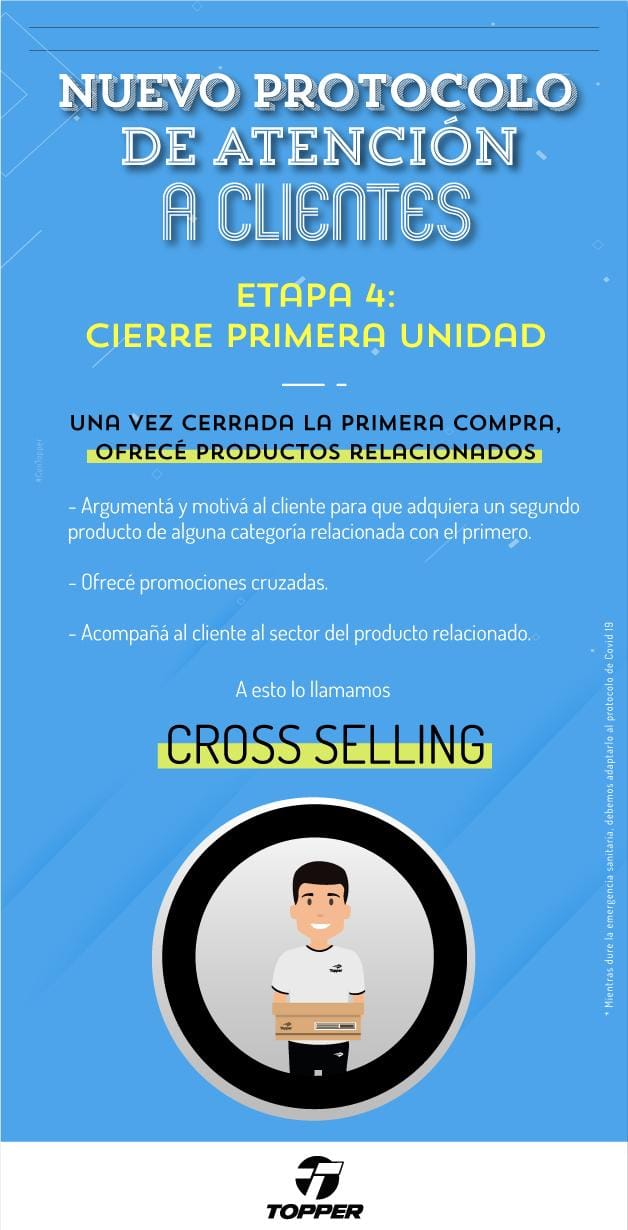 NUEVO PROTOCOLO
DE ATENCIÓN
A CLIENTES
ETAPA 4:
CIERRE PRIMERA UNIDAD
UNA VEZ CERRADA LA PRIMERA COMPRA,
OFRECÉ PRODUCTOS RELACIONADOS
#ConTopper
- Argumentá y motivá al cliente para que adquiera un segundo
producto de alguna categoría relacionada con el primero.
- Ofrecé promociones cruzadas.
- Acompañá al cliente al sector del producto relacionado.
A esto lo llamamos
CROSS SELLING
* Mientras dure la emergencia sanitaria, debemos adaptarlo al protocolo de Covid 19
TOPPER
Topper
TOPPER